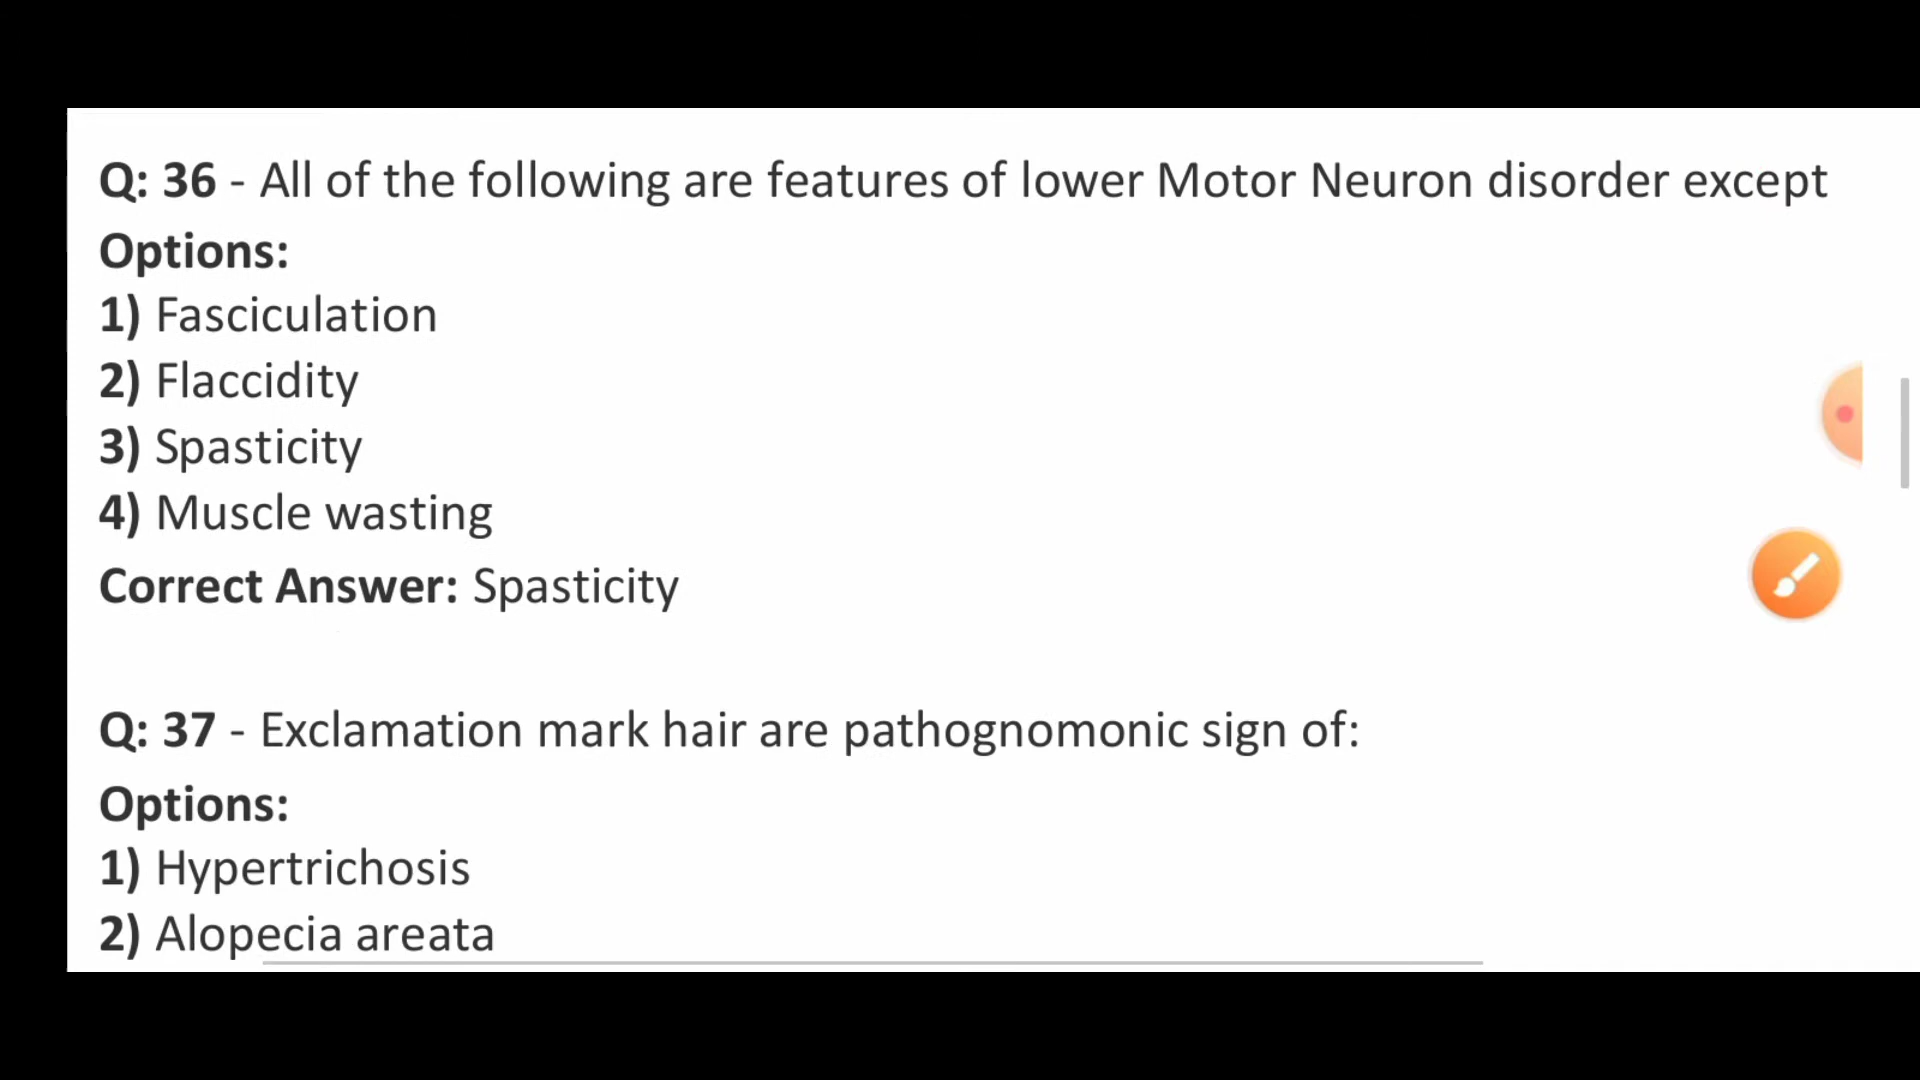 Q: 36 - All of the following are features of lower Motor Neuron disorder except
Options:
1) Fasciculation
2) Flaccidity
3) Spasticity
4) Muscle wasting
Correct Answer: Spasticity
Q: 37 - Exclamation mark hair are pathognomonic sign of:
Options:
1) Hypertrichosis
2) Alopecia areata